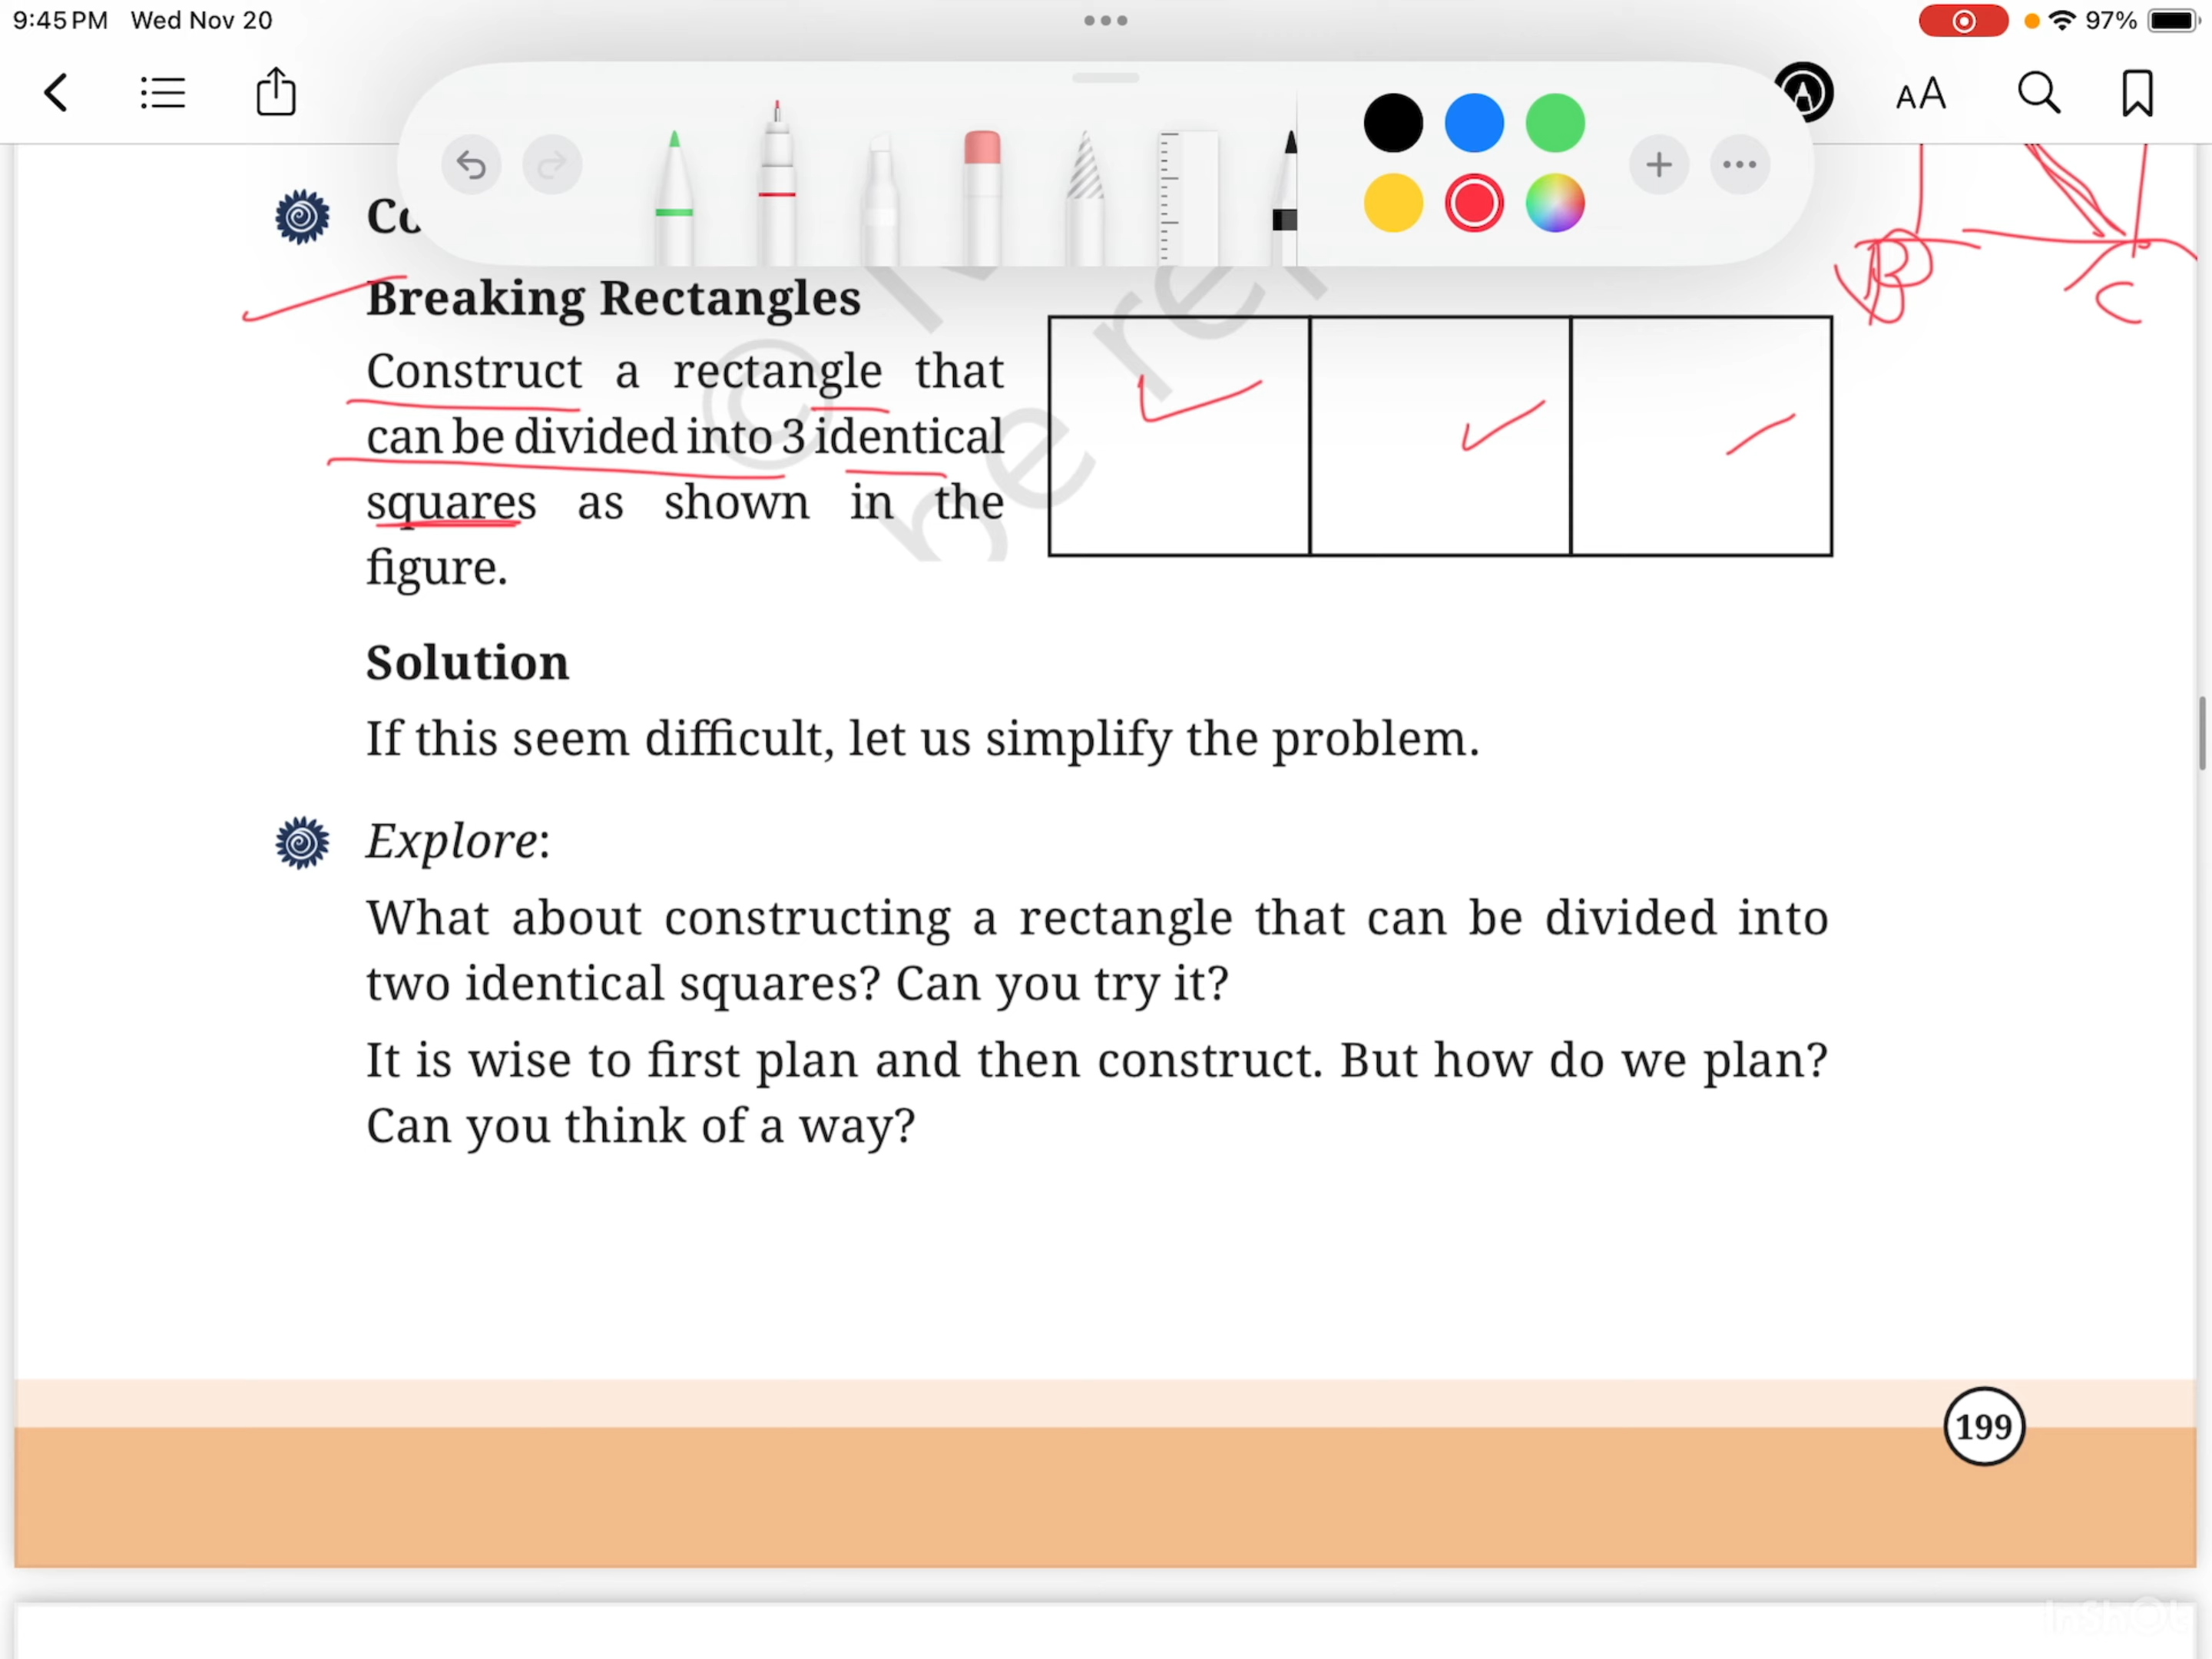 9:45 PM Wed Nov 20
97%
AA
B
C
Breaking Rectangles
Construct a rectangle that
can be divided into 3 identical
squares as shown in the
figure.
Solution
If this seem difficult, let us simplify the problem.
Explore:
What about constructing a rectangle that can be divided into
two identical squares? Can you try it?
It is wise to first plan and then construct. But how do we plan?
Can you think of a way?
199
InShOt